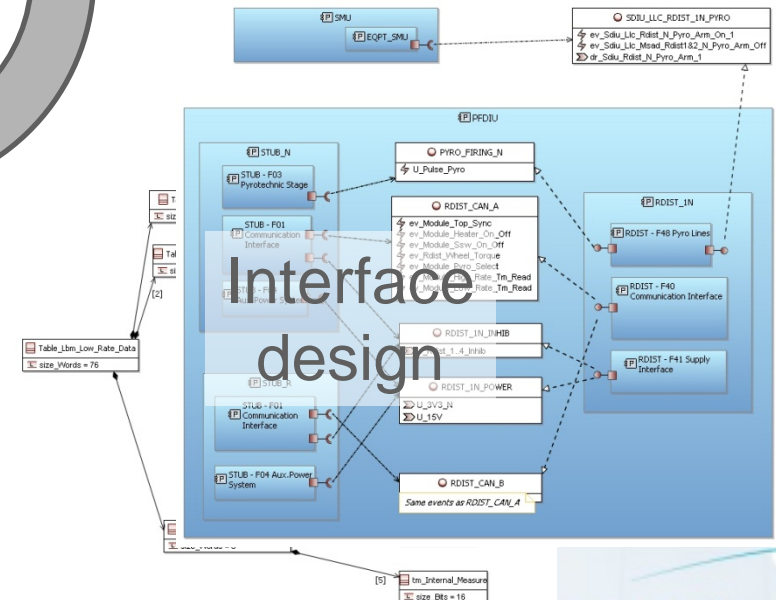 SMU
EQPT_SMU
SDIU_LLC_RDIST_1N_PYRO
ev_Sdiu_Llc_Rdist_N_Pyro_Arm_On_1
ev_Sdiu_Llc_Msad_Rdist1&2_N_Pyro_Arm_Off
dr_Sdiu_Rdist_N_Pyro_Arm_1
PFDIU
STUB_N
STUB - F03
Pyrotechnic Stage
STUB - F01
Communication
Interface
PYRO_FIRING_N
U_Pulse_Pyro
RDIST_CAN_A
ev_Module_Top_Sync
ev_Module_Heater_On_Off
ev_Module_Ssw_On_Off
ev_Rdist_Wheel_Torque
ev_Module_Pyro_Select
ev_Module_High_Rate_Tm_Read
ev_Module_Low_Rate_Tm_Read
RDIST_1N
RDIST - F48 Pyro Lines
RDIST - F40
Communication Interface
RDIST - F41 Supply
Interface
Interface
design
RDIST_1N_INHIB
RDIST_1N_POWER
U_3V3_N
U_15V
STUB_R
STUB - F01
Communication
Interface
STUB - F04 Aux.Power
System
RDIST_CAN_B
Same events as RDIST_CAN_A
[2]
Table_Lbm_Low_Rate_Data
size_Words = 76
[5]
tm_Internal_Measure
size_Bits = 16